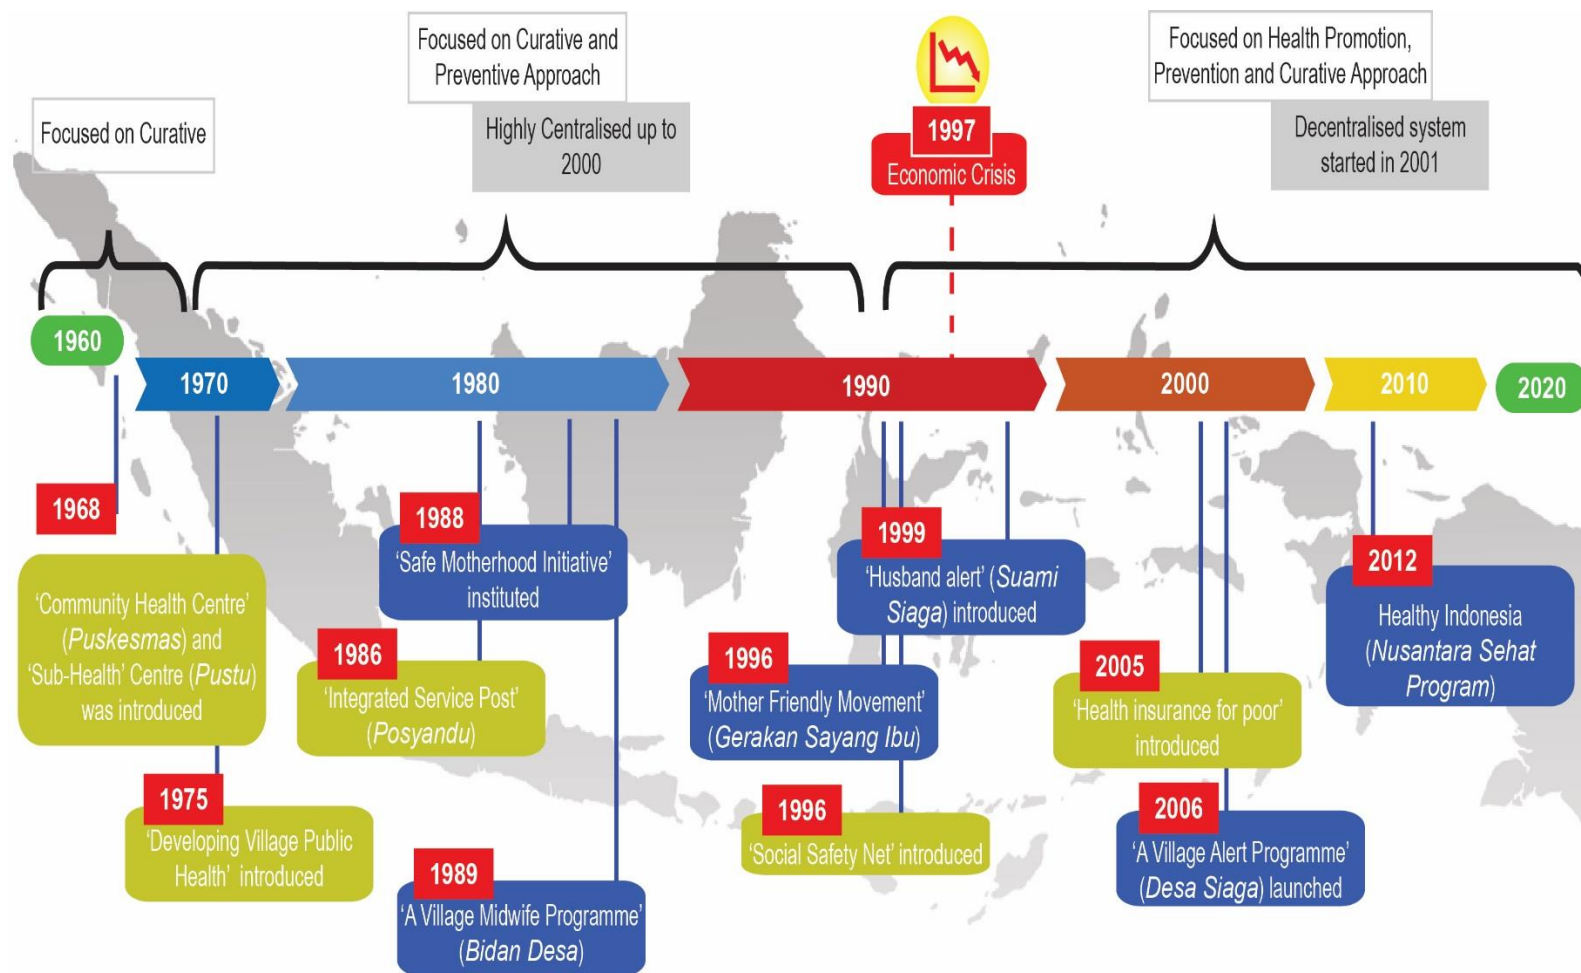 Focused on Curative
Focused on Curative and
Preventive Approach
Highly Centralised up to
2000
1997
Economic Crisis
Focused on Health Promotion,
Prevention and Curative Approach
Decentralised system
started in 2001
1960
1970
1980
1990
2000
2010
2020
1968
‘Community Health Centre’
(Puskesmas) and
‘Sub-Health’ Centre (Pustu)
was introduced
1975
‘Developing Village Public
Health’ introduced
1988
‘Safe Motherhood Initiative’
instituted
1986
‘Integrated Service Post’
(Posyandu)
1989
‘A Village Midwife Programme’
(Bidan Desa)
1999
‘Husband alert’ (Suami
Siaga) introduced
1996
‘Mother Friendly Movement’
(Gerakan Sayang Ibu)
1996
‘Social Safety Net’ introduced
2005
‘Health insurance for poor’
introduced
2006
‘A Village Alert Programme’
(Desa Siaga) launched
2012
Healthy Indonesia
(Nusantara Sehat
Program)